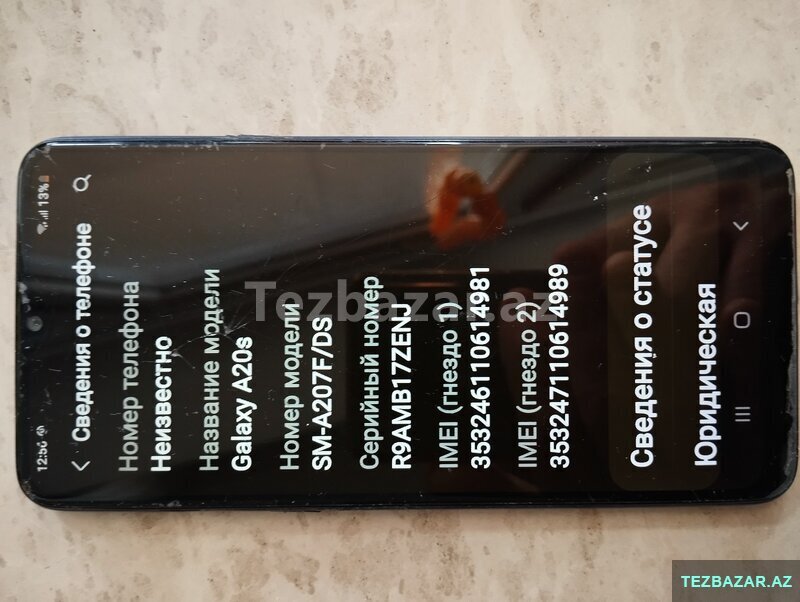 12:56
13%
Сведения о телефоне
Номер телефона
Неизвестно
Название модели
Galaxy A20s
Номер модели
SM-A207F/DS
Серийный номер
R9AMB17ZENJ
IMEI (гнездо 1)
353246110614981
IMEI (гнездо 2)
353247110614989
Сведения о статусе
Юридическая
Tezbazar.az
TEZBAZAR.AZ